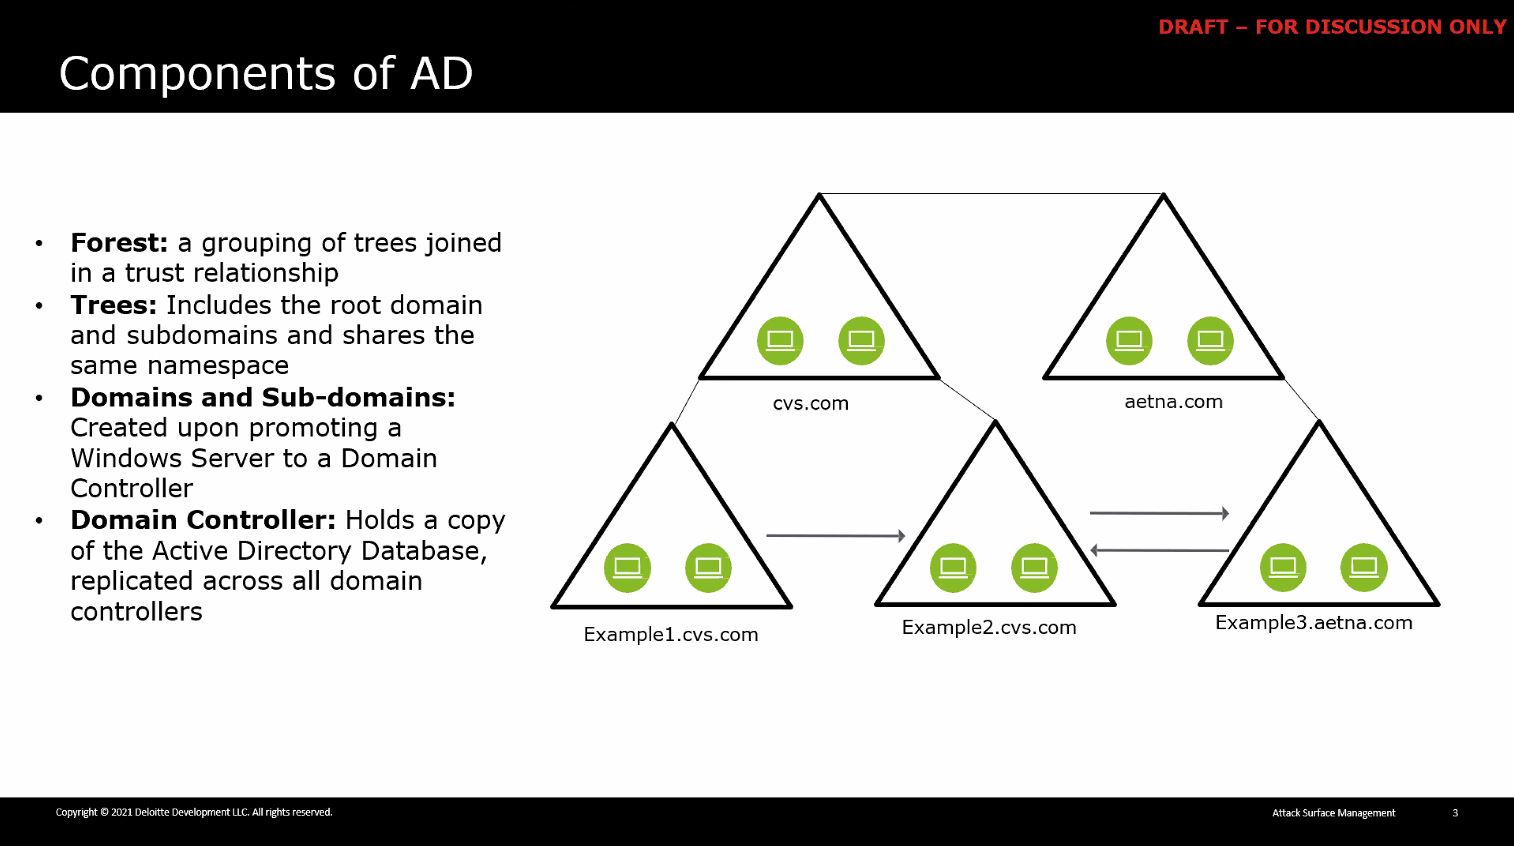 DRAFT – FOR DISCUSSION ONLY
Components of AD
• Forest: a grouping of trees joined
in a trust relationship
• Trees: Includes the root domain
and subdomains and shares the
same namespace
• Domains and Sub-domains:
Created upon promoting a
Windows Server to a Domain
Controller
• Domain Controller: Holds a copy
of the Active Directory Database,
replicated across all domain
controllers
cvs.com
aetna.com
Example1.cvs.com
Example2.cvs.com
Example3.aetna.com
Copyright © 2021 Deloitte Development LLC. All rights reserved.
Attack Surface Management
3